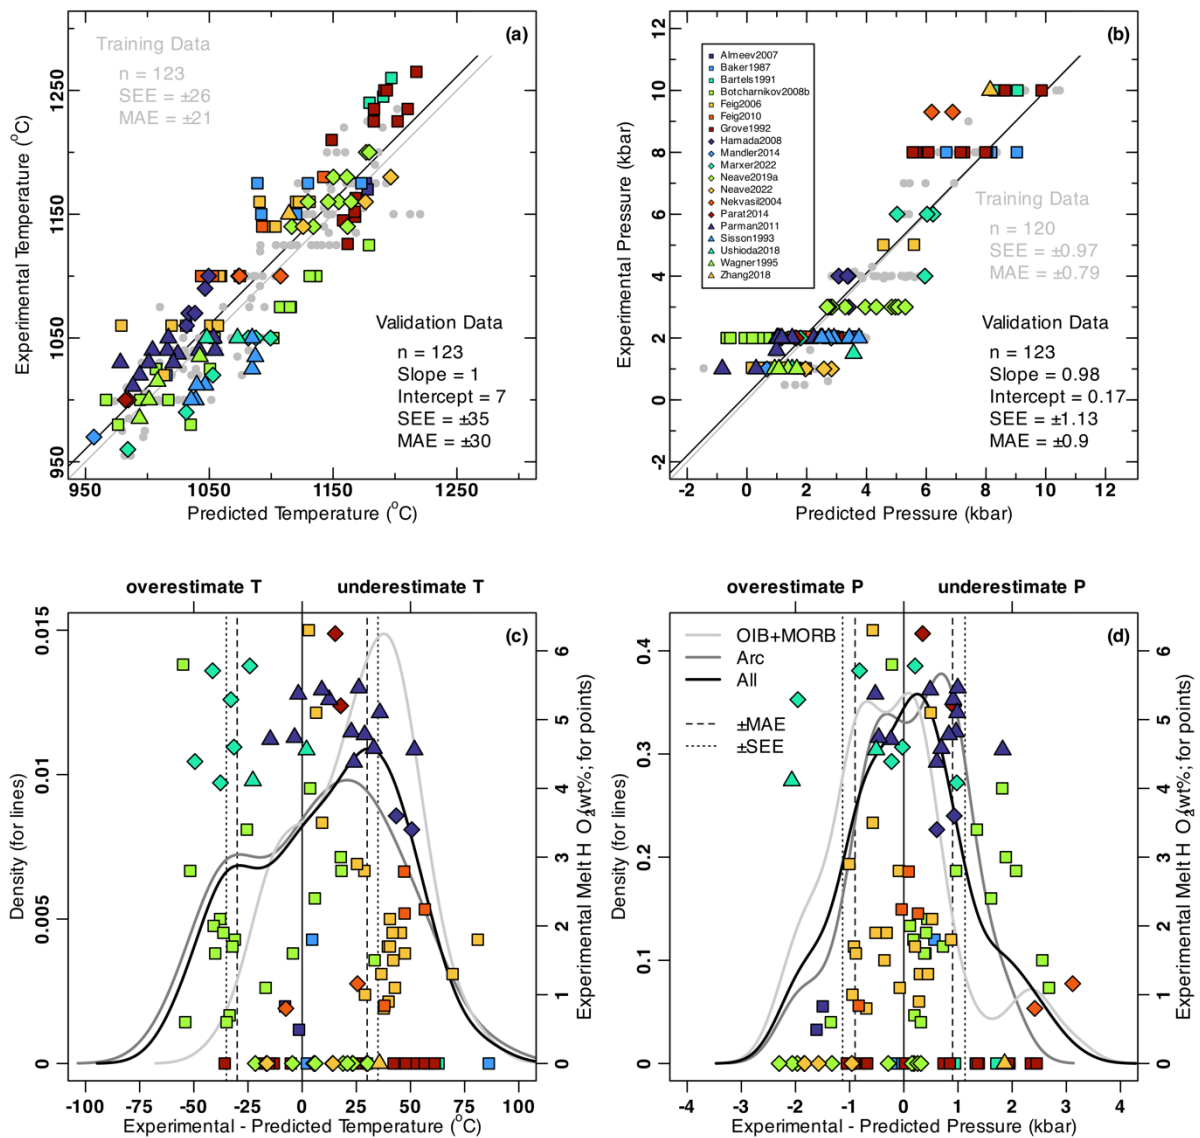 (a)
Training Data
n = 123
SEE = ±26
MAE = ±21
Validation Data
n = 123
Slope = 1
Intercept = 7
SEE = ±35
MAE = ±30
Experimental Temperature (°C)
950
1050
1150
1250
950
1050
1150
1250
Predicted Temperature (°C)
(b)
Almeev2007
Baker1987
Bartels1991
Botcharnikov2008b
Feig2006
Feig2010
Grove1992
Hamada2008
Mandler2014
Marxer2022
Neave2019a
Neave2022
Nekvasil2004
Parat2014
Parman2011
Sisson1993
Ushioda2018
Wagner1995
Zhang2018
Training Data
n = 120
SEE = ±0.97
MAE = ±0.79
Validation Data
n = 123
Slope = 0.98
Intercept = 0.17
SEE = ±1.13
MAE = ±0.9
Experimental Pressure (kbar)
-2
0
2
4
6
8
10
12
-2
0
2
4
6
8
10
12
Predicted Pressure (kbar)
overestimate T
underestimate T
(c)
Density (for lines)
0
0.005
0.01
0.015
Experimental Melt H2O (wt%; for points)
0
1
2
3
4
5
6
-100
-75
-50
-25
0
25
50
75
100
Experimental - Predicted Temperature (°C)
overestimate P
underestimate P
(d)
OIB+MORB
Arc
All
±MAE
±SEE
Density (for lines)
0
0.1
0.2
0.3
0.4
Experimental Melt H2O (wt%; for points)
0
1
2
3
4
5
6
-4
-3
-2
-1
0
1
2
3
4
Experimental - Predicted Pressure (kbar)